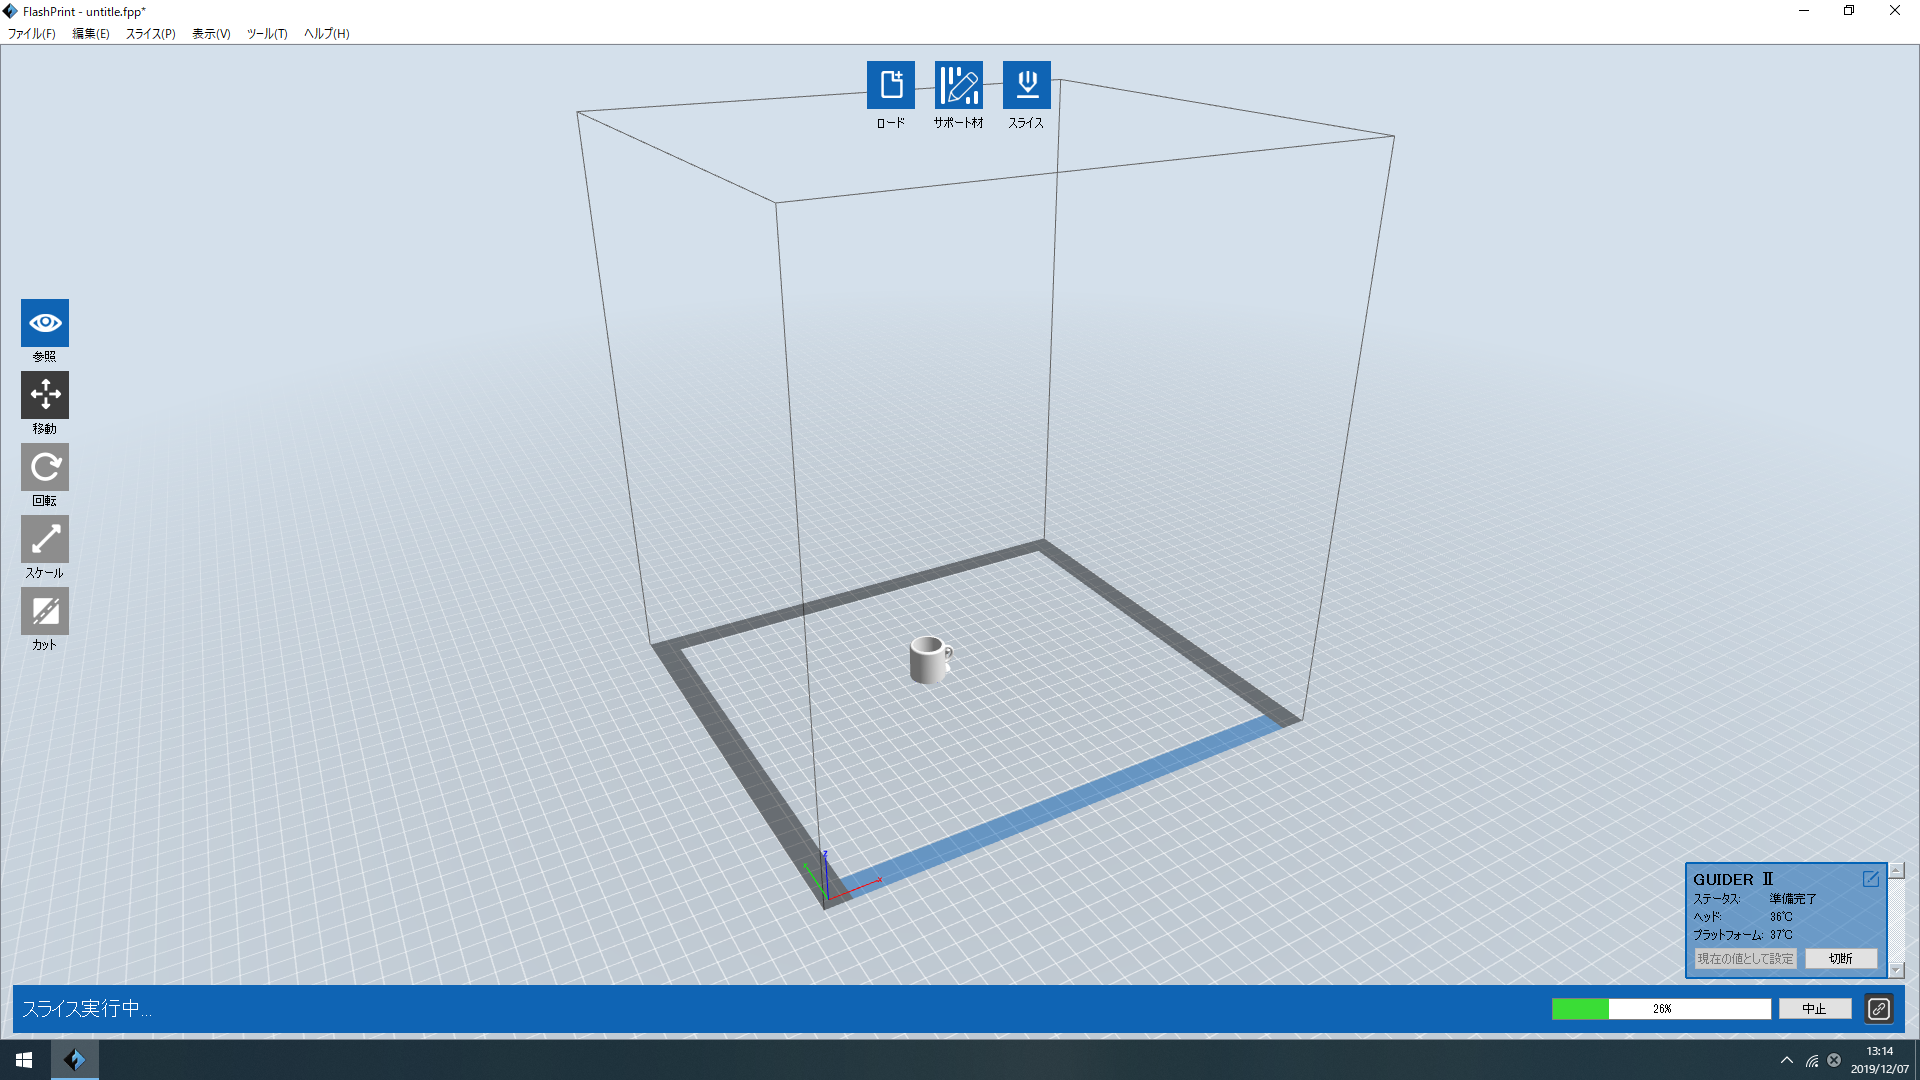 FlashPrint - untitle.fpp*
ファイル(F) 編集(E) スライス(P) 表示(V) ツール(T) ヘルプ(H)
ロード サポート材 スライス
参照
移動
回転
スケール
カット
Z
X
GUIDER Ⅱ
ステータス: 準備完了
ヘッド: 36℃
プラットフォーム: 37℃
現在の値として設定 切断
スライス実行中...
26% 中止
13:14
2019/12/07